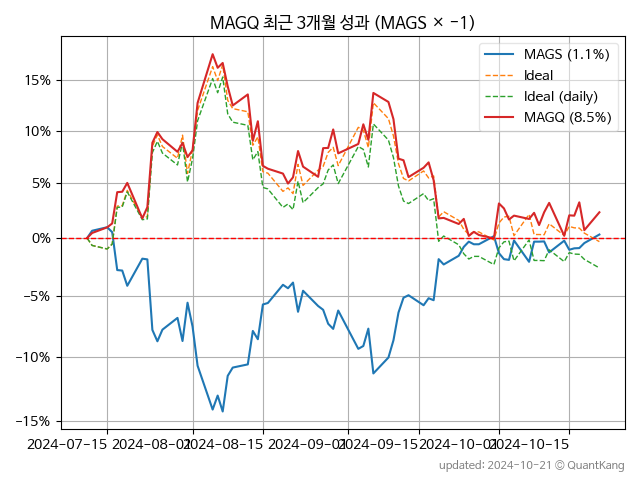 MAGQ 최근 3개월 성과 (MAGS × −1)
MAGS (1.1%)
Ideal
Ideal (daily)
MAGQ (8.5%)
15%
10%
5%
0%
−5%
−10%
−15%
2024-07-15 2024-08-01 2024-08-15 2024-09-01 2024-09-15 2024-10-01 2024-10-15
updated: 2024-10-21 © QuantKang